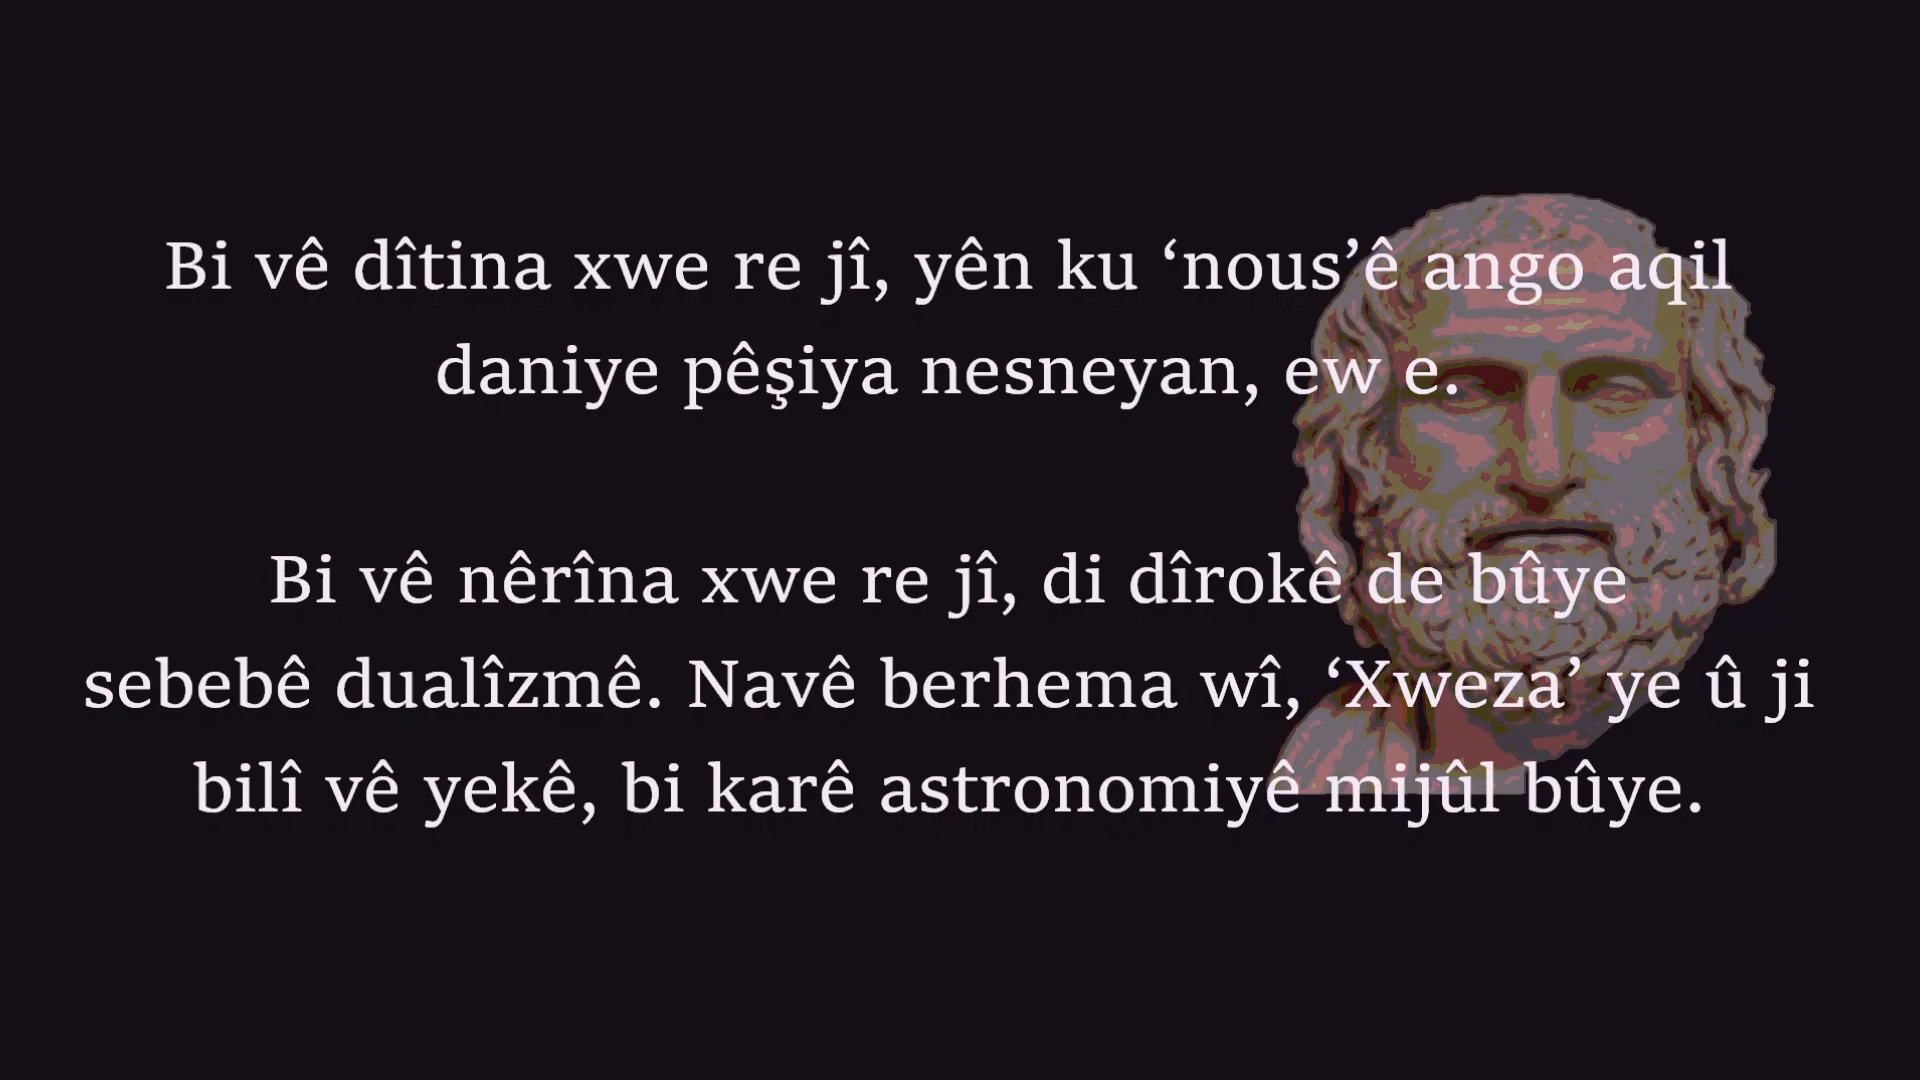 Bi vê dîtina xwe re jî, yên ku ‘nous’ê ango aqil
daniye pêşiya nesneyan, ew e.
Bi vê nêrîna xwe re jî, di dîrokê de bûye
sebebê dualîzmê. Navê berhema wî, ‘Xweza’ ye û ji
bilî vê yekê, bi karê astronomiyê mijûl bûye.